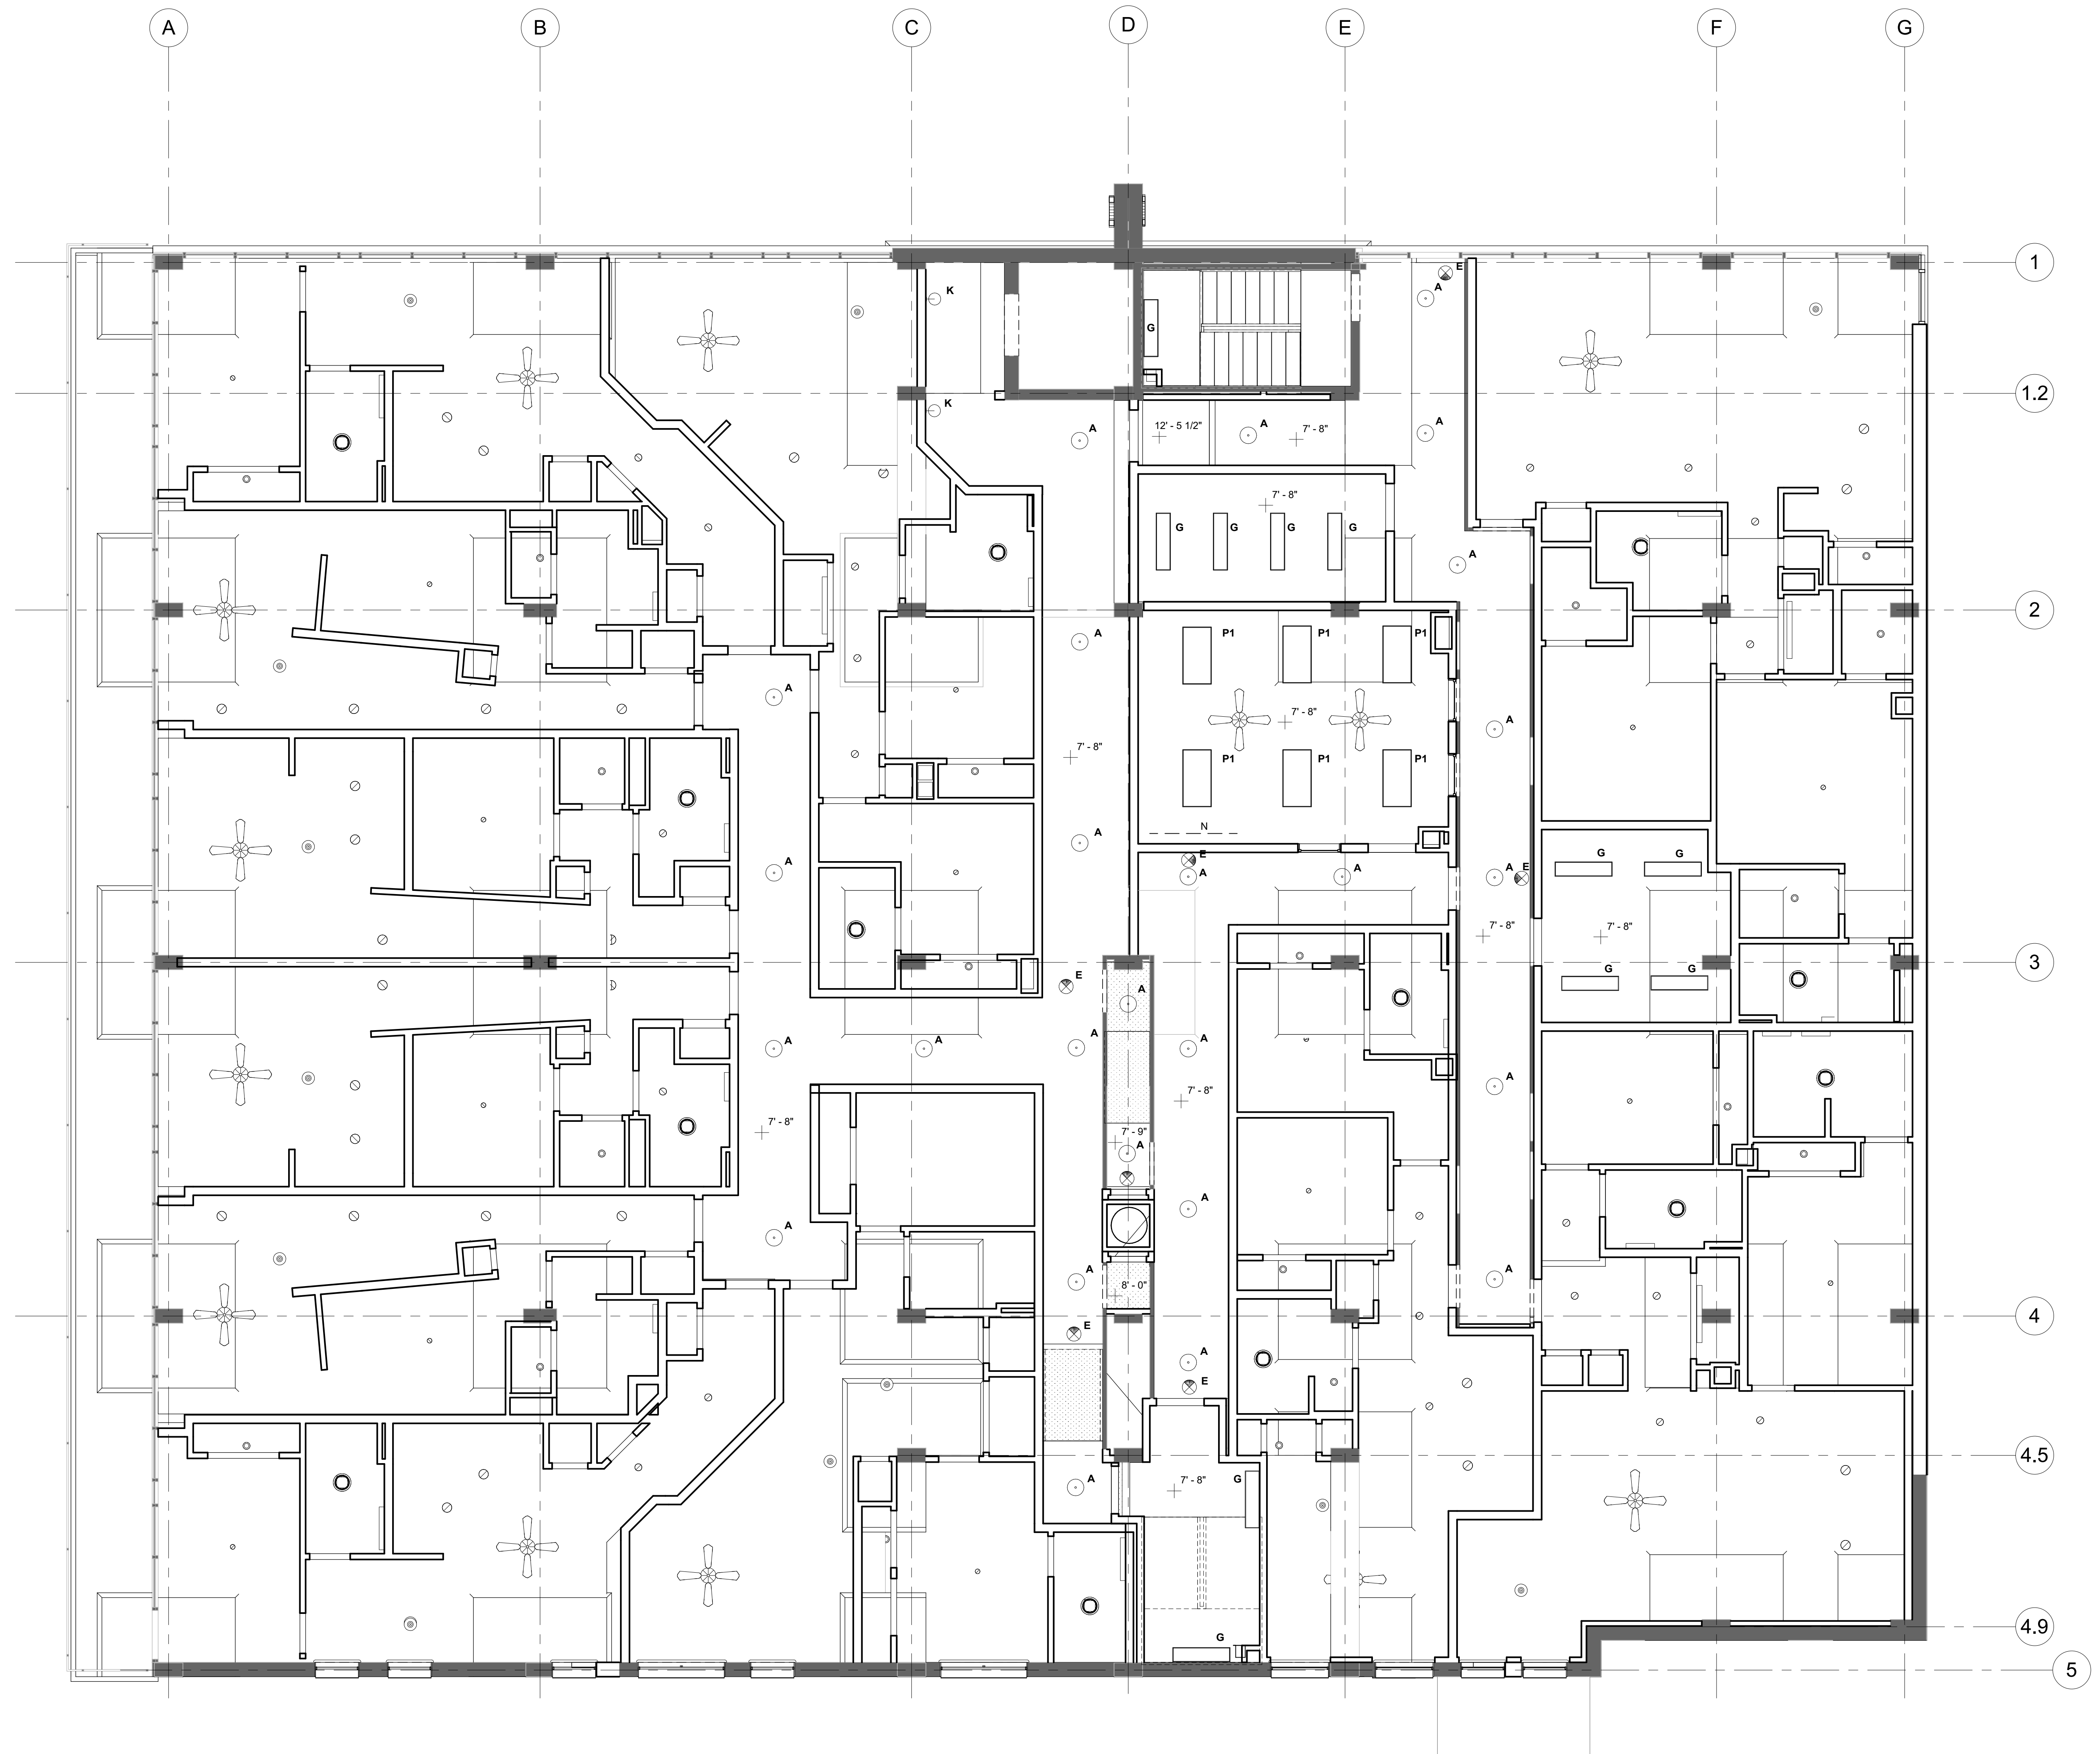 A B C D E F G
E
1
K A
G
K
1.2
A 12' - 5 1/2" A 7' - 8" A
7' - 8"
G G G G
A
2
A P1 P1 P1
A
7' - 8" A
7' - 8"
P1 P1 P1
N
A
E
G G
A A A A E
7' - 8" 7' - 8"
3
E
G G
A
A A A A
A
7' - 8"
7' - 8"
7' - 9"
A
A
A
A
8' - 0"
A
4
E
A
E
4.5
A 7' - 8" G
4.9
G
5